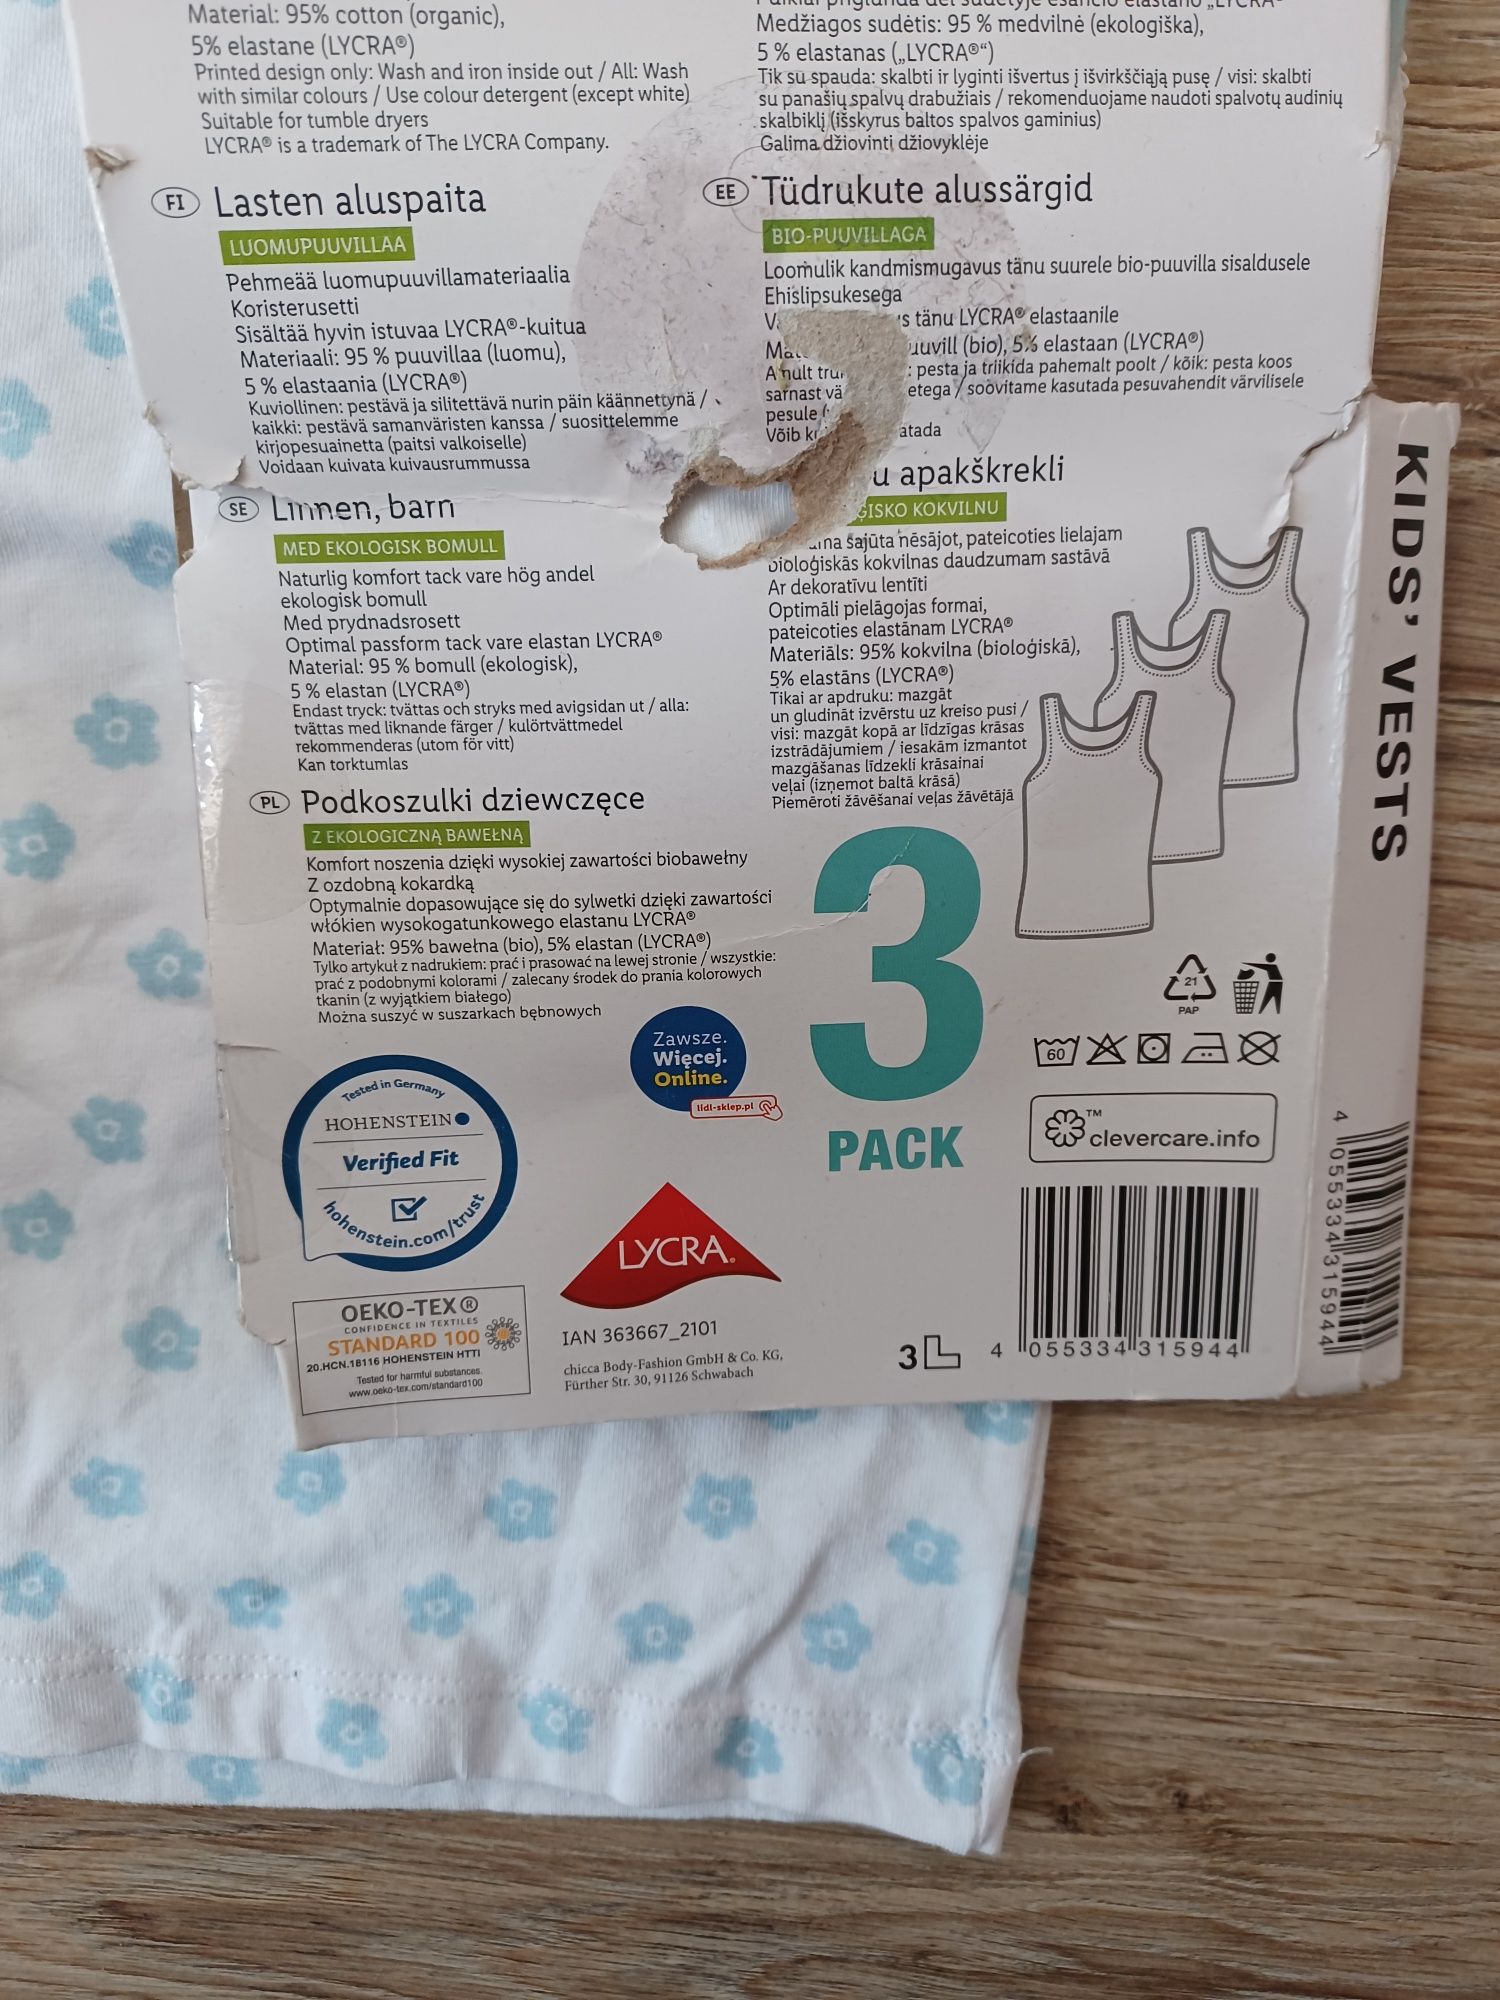 Material: 95% cotton (organic),
5% elastane (LYCRA®)
Printed design only: Wash and iron inside out / All: Wash
with similar colours / Use colour detergent (except white)
Suitable for tumble dryers
LYCRA® is a trademark of The LYCRA Company.
Medžiagos sudėtis: 95 % medvilnė (ekologiška),
5 % elastanas („LYCRA®“)
Tik su spauda: skalbti ir lyginti išvertus į išvirkščiąją pusę / visi: skalbti
su panašių spalvų drabužiais / rekomenduojame naudoti spalvotų audinių
skalbiklį (išskyrus baltos spalvos gaminius)
Galima džiovinti džiovyklėje
FI Lasten aluspaita
LUOMUPUUVILLAA
Pehmeää luomupuuvillamateriaalia
Koristerusetti
Sisältää hyvin istuvaa LYCRA®-kuitua
Materiaali: 95 % puuvillaa (luomu),
5 % elastaania (LYCRA®)
Kuviollinen: pestävä ja silitettävä nurin päin käännettynä /
kaikki: pestävä samanväristen kanssa / suosittelemme
kirjopesuainetta (paitsi valkoiselle)
Voidaan kuivata kuivausrummussa
EE Tüdrukute alussärgid
BIO-PUUVILLAGA
Loomulik kandmismugavus tänu suurele bio-puuvilla sisaldusele
Ehislipsukesega
tänu LYCRA® elastaanile
(bio), 5% elastaan (LYCRA®)
: pesta ja triikida pahemalt poolt / kõik: pesta koos
sarnast / soovitame kasutada pesuvahendit värvilisele
pesule
Võib
SE Linnen, barn
MED EKOLOGISK BOMULL
Naturlig komfort tack vare hög andel
ekologisk bomull
Med prydnadsrosett
Optimal passform tack vare elastan LYCRA®
Material: 95 % bomull (ekologisk),
5 % elastan (LYCRA®)
Endast tryck: tvättas och stryks med avigsidan ut / alla:
tvättas med liknande färger / kulörtvättmedel
rekommenderas (utom för vitt)
Kan torktumlas
apakškrekli
KOKVILNU
sajūta nēsājot, pateicoties lielajam
bioloģiskās kokvilnas daudzumam sastāvā
Ar dekoratīvu lentīti
Optimāli pielāgojas formai,
pateicoties elastānam LYCRA®
Materiāls: 95% kokvilna (bioloģiskā),
5% elastāns (LYCRA®)
Tikai ar apdruku: mazgāt
un gludināt izvērstu uz kreiso pusi /
visi: mazgāt kopā ar līdzīgas krāsas
izstrādājumiem / iesakām izmantot
mazgāšanas līdzekli krāsainai
veļai (izņemot baltā krāsā)
Piemēroti žāvēšanai veļas žāvētājā
PL Podkoszulki dziewczęce
Z EKOLOGICZNĄ BAWEŁNĄ
Komfort noszenia dzięki wysokiej zawartości biobawełny
Z ozdobną kokardką
Optymalnie dopasowujące się do sylwetki dzięki zawartości
włókien wysokogatunkowego elastanu LYCRA®
Materiał: 95% bawełna (bio), 5% elastan (LYCRA®)
Tylko artykuł z nadrukiem: prać i prasować na lewej stronie / wszystkie:
prać z podobnymi kolorami / zalecany środek do prania kolorowych
tkanin (z wyjątkiem białego)
Można suszyć w suszarkach bębnowych
KIDS' VESTS
3
PACK
21
PAP
60
™
clevercare.info
Zawsze.
Więcej.
Online.
lidl-sklep.pl
Tested in Germany
HOHENSTEIN
Verified Fit
hohenstein.com/trust
LYCRA®
OEKO-TEX®
CONFIDENCE IN TEXTILES
STANDARD 100
20.HCN.18116 HOHENSTEIN HTTI
Tested for harmful substances.
www.oeko-tex.com/standard100
IAN 363667_2101
chicca Body-Fashion GmbH & Co. KG,
Fürther Str. 30, 91126 Schwabach
3L
4 055334 315944
4 055334 315944